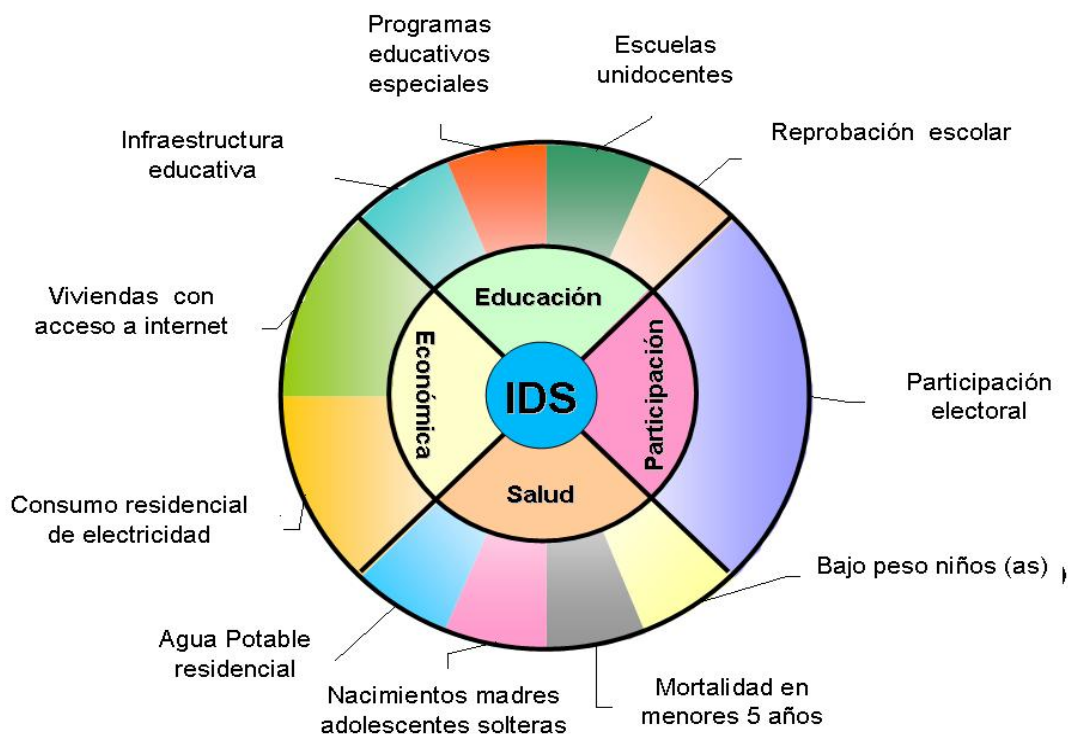 Programas
educativos
especiales
Escuelas
unidocentes
Reprobación escolar
Infraestructura
educativa
Viviendas con
acceso a internet
Educación
Económica
IDS
Participación
Participación
electoral
Salud
Consumo residencial
de electricidad
Bajo peso niños (as)
Agua Potable
residencial
Nacimientos madres
adolescentes solteras
Mortalidad en
menores 5 años